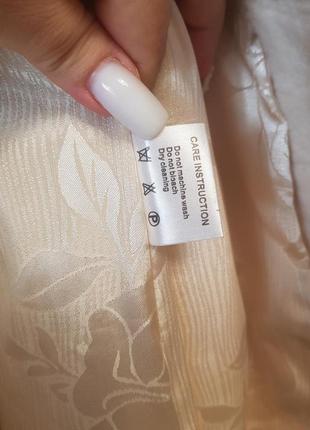 CARE INSTRUCTION
Do not machine wash
Do not bleach
Dry cleaning
P